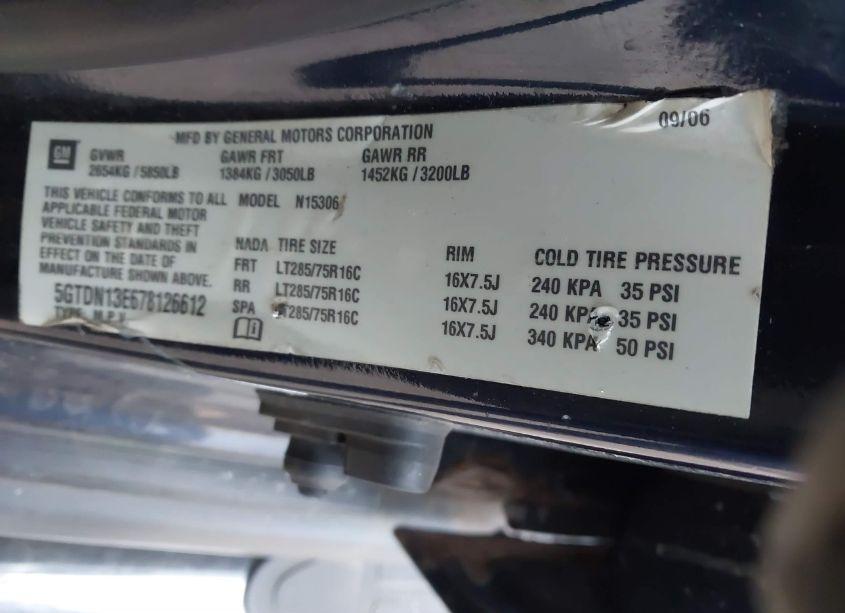 09/06
MFD BY GENERAL MOTORS CORPORATION
GM
GVWR GAWR FRT GAWR RR
2654KG / 5850LB 1384KG / 3050LB 1452KG / 3200LB
THIS VEHICLE CONFORMS TO ALL
APPLICABLE FEDERAL MOTOR
VEHICLE SAFETY AND THEFT
PREVENTION STANDARDS IN
EFFECT ON THE DATE OF
MANUFACTURE SHOWN ABOVE.
5GTDN13E678126612
TYPE M.P.V.
MODEL N15306
NADA TIRE SIZE RIM COLD TIRE PRESSURE
FRT LT285/75R16C 16X7.5J 240 KPA 35 PSI
RR LT285/75R16C 16X7.5J 240 KPA 35 PSI
SPA LT285/75R16C 16X7.5J 340 KPA 50 PSI